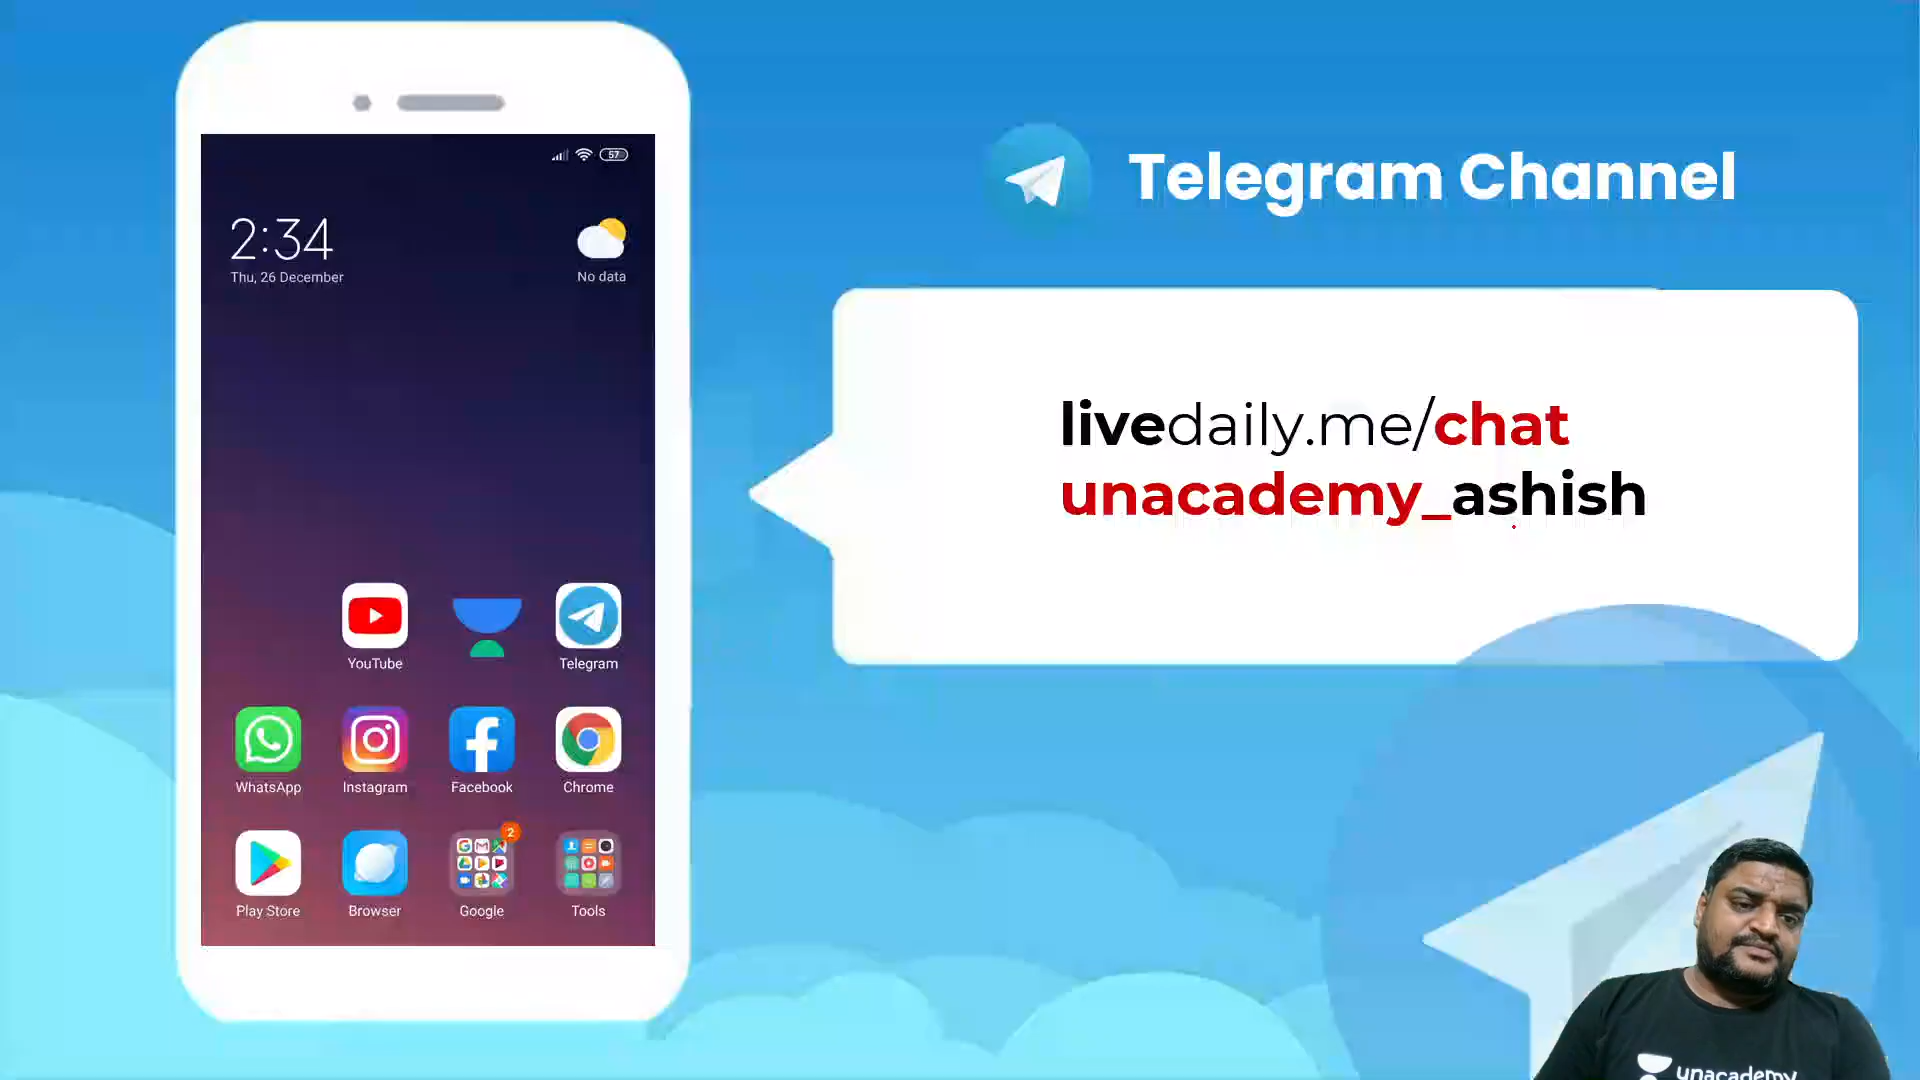 57
2:34
Thu, 26 December
No data
YouTube
Telegram
WhatsApp
Instagram
Facebook
Chrome
2
Play Store
Browser
Google
Tools
Telegram Channel
livedaily.me/chat
unacademy_ashish
unacademy